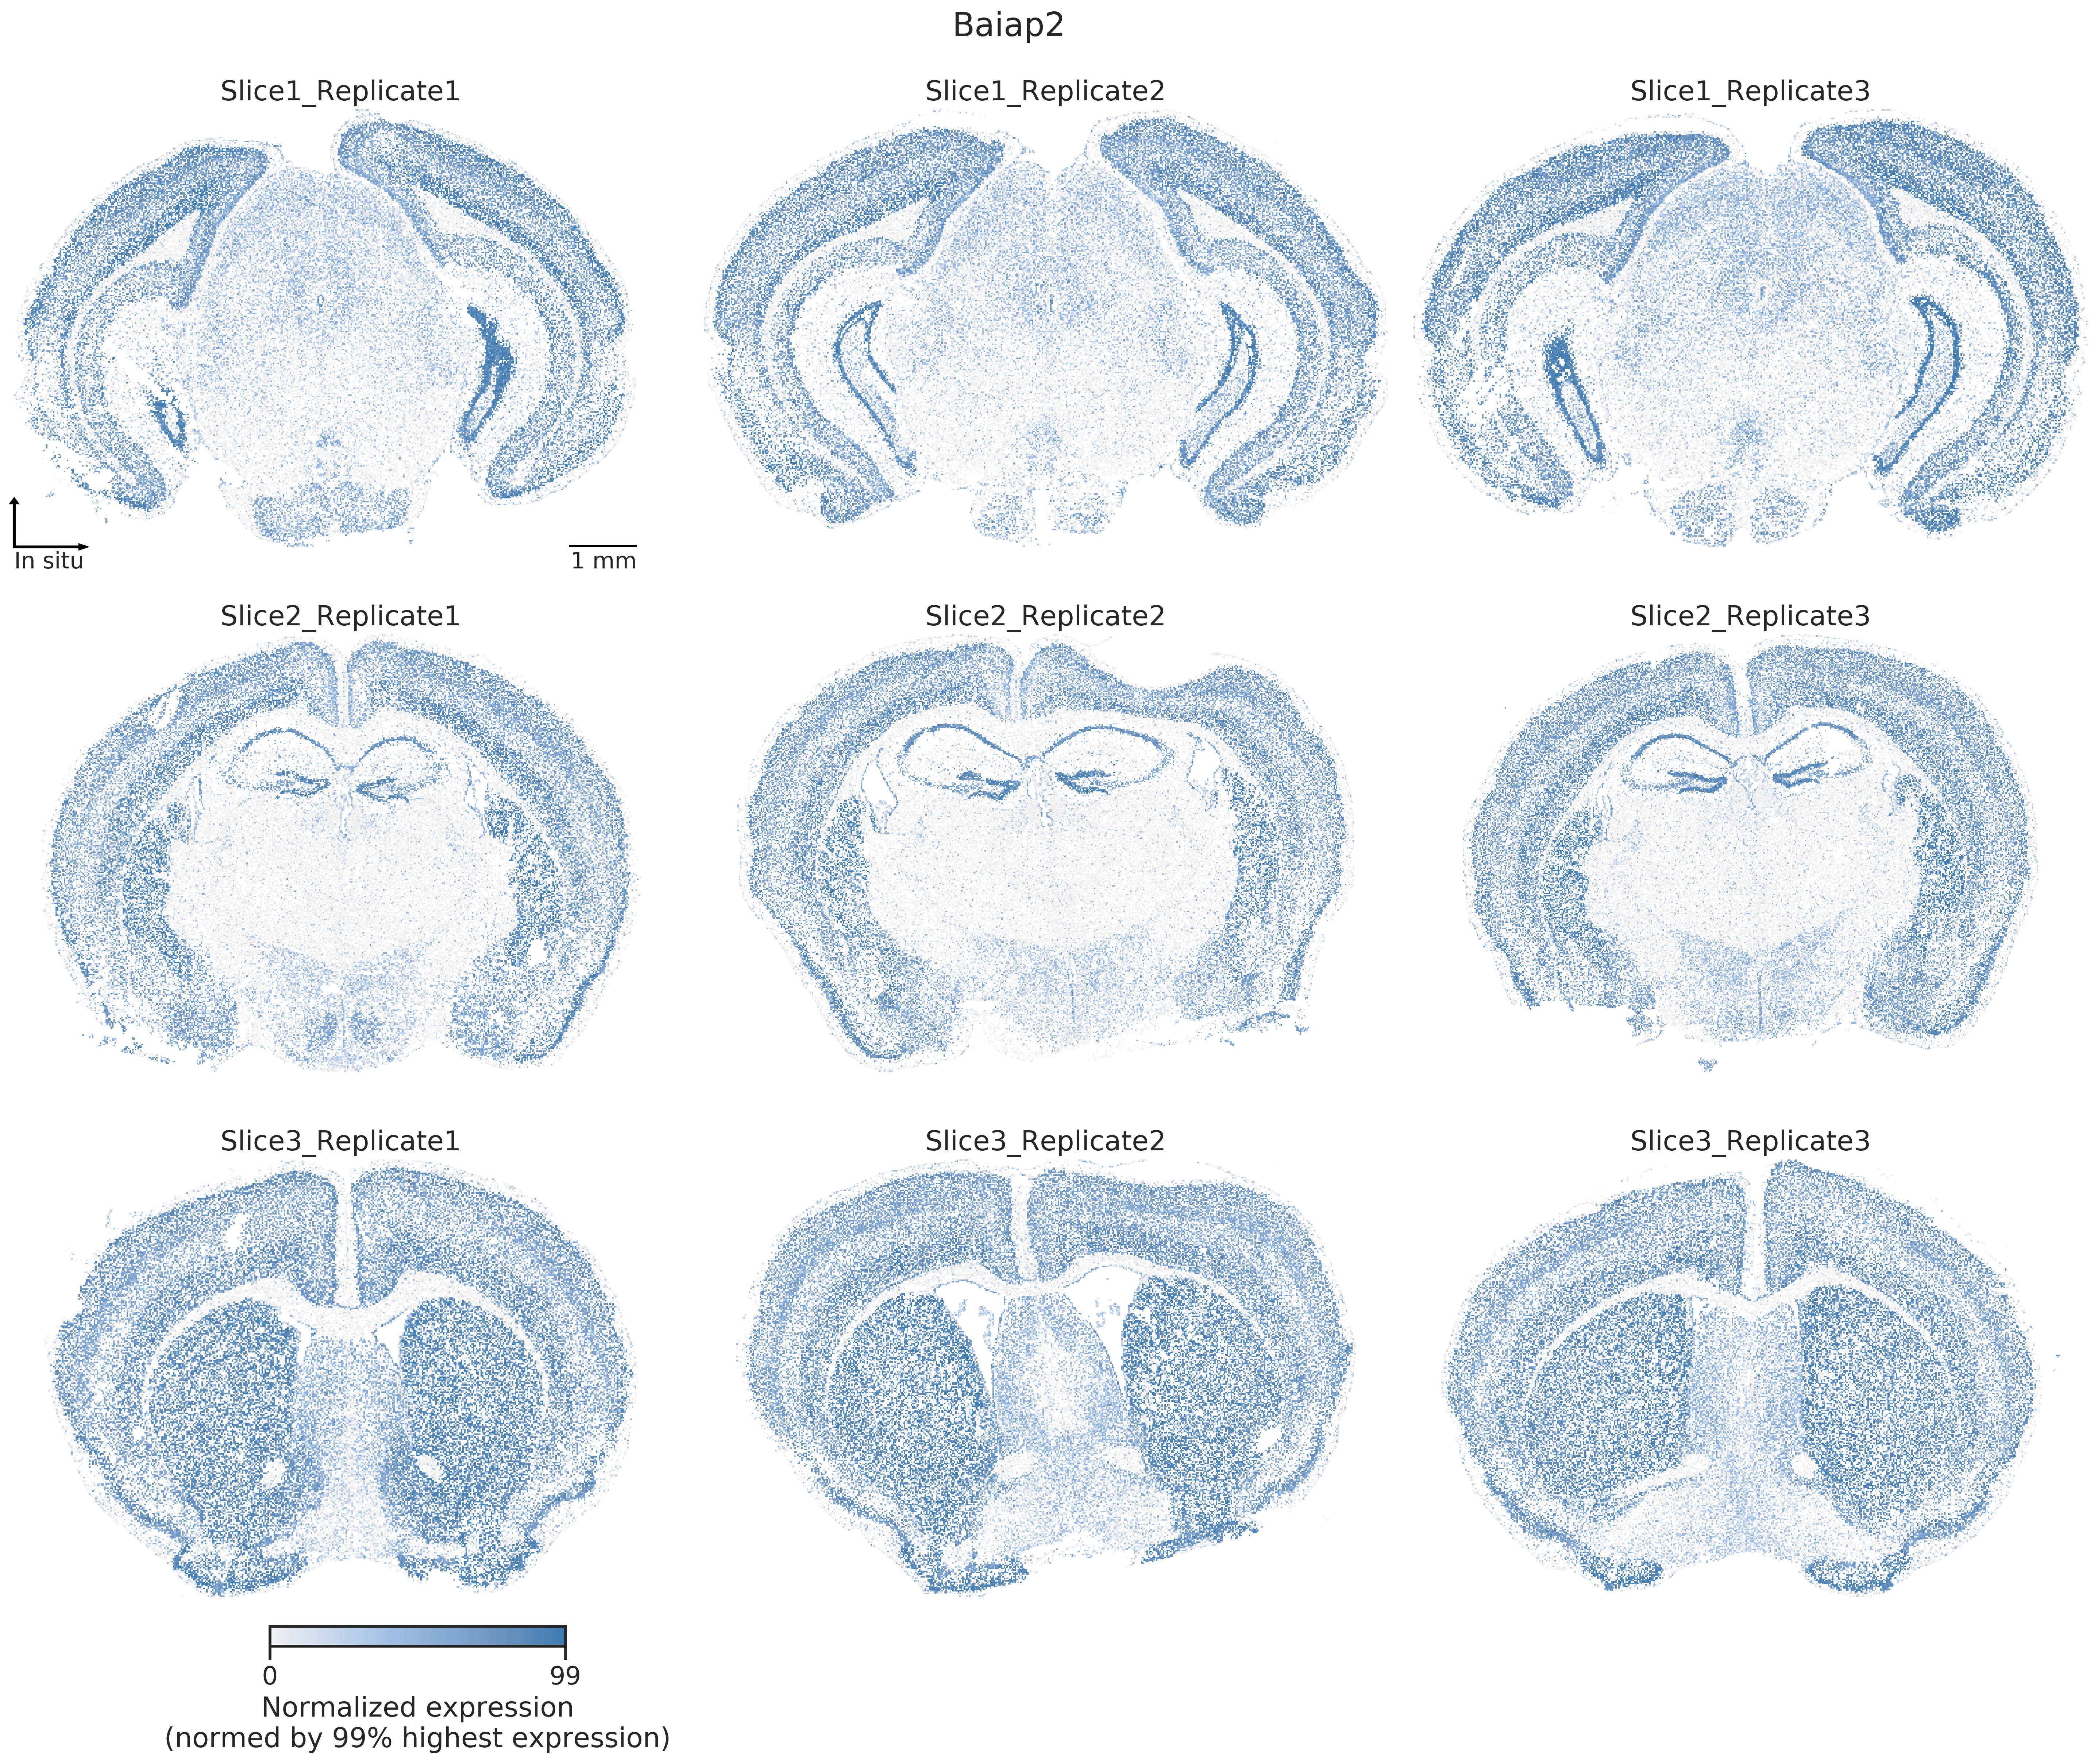 Baiap2
Slice1_Replicate1
Slice1_Replicate2
Slice1_Replicate3
In situ
1 mm
Slice2_Replicate1
Slice2_Replicate2
Slice2_Replicate3
Slice3_Replicate1
Slice3_Replicate2
Slice3_Replicate3
0
99
Normalized expression
(normed by 99% highest expression)